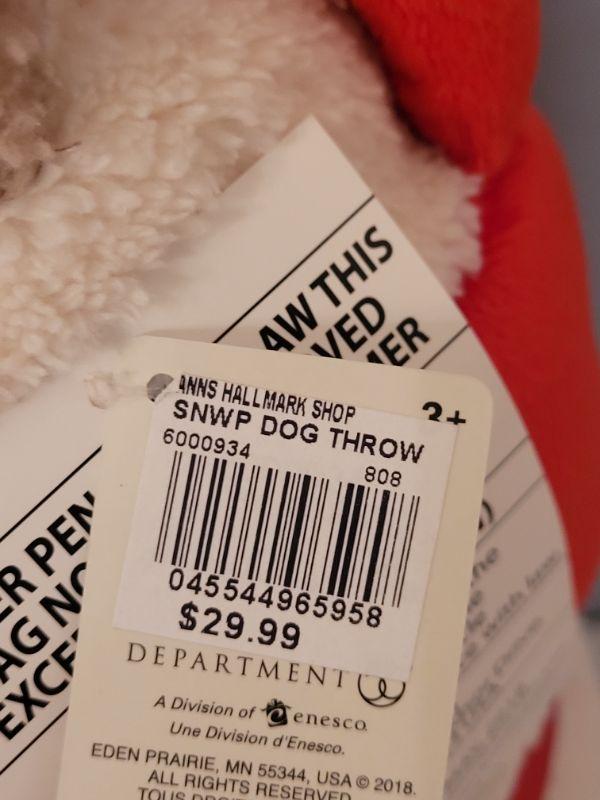 AW THIS
VED
ER
ANNS HALLMARK SHOP
3+
SNWP DOG THROW
6000934
808
045544965958
$29.99
DEPARTMENT
A Division of enesco.
Une Division d'Enesco.
EDEN PRAIRIE, MN 55344, USA © 2018.
ALL RIGHTS RESERVED
R PEN
AG NO
EXCE